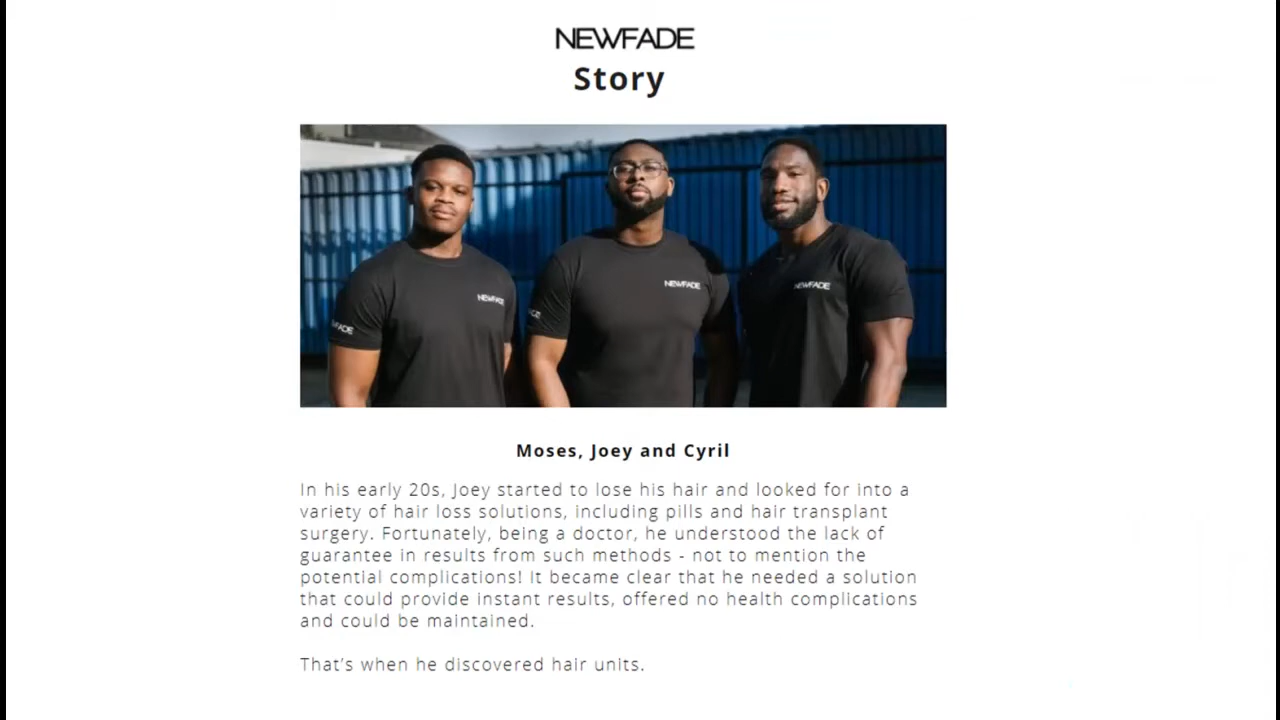 NEWFADE
Story
NEWFADE
NEWFADE
NEWFADE
Moses, Joey and Cyril
In his early 20s, Joey started to lose his hair and looked for into a
variety of hair loss solutions, including pills and hair transplant
surgery. Fortunately, being a doctor, he understood the lack of
guarantee in results from such methods - not to mention the
potential complications! It became clear that he needed a solution
that could provide instant results, offered no health complications
and could be maintained.
That's when he discovered hair units.